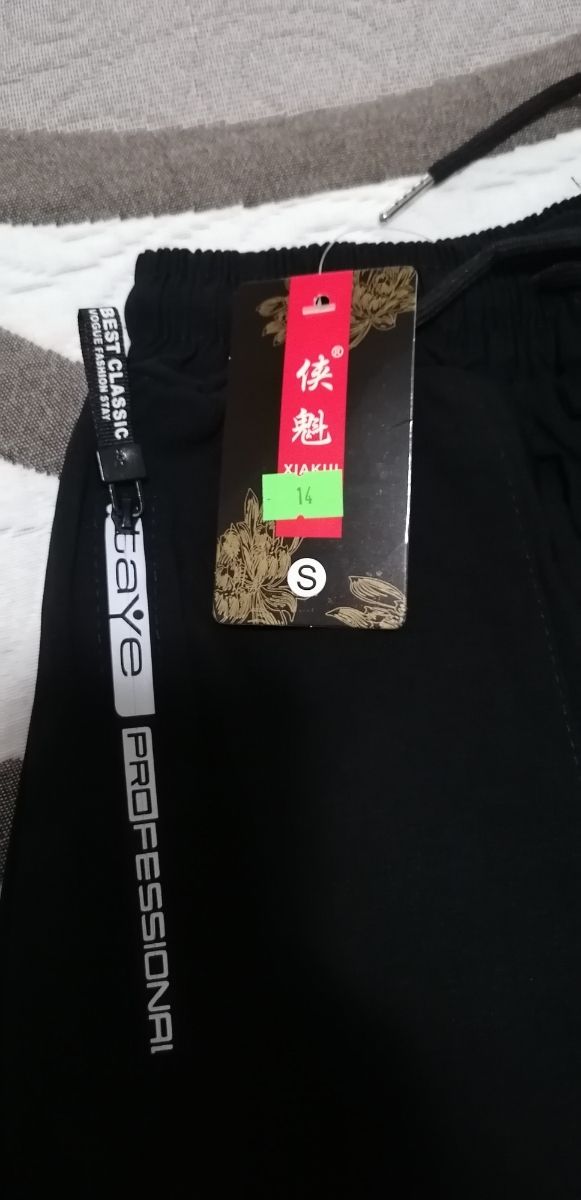 BEST CLASSIC
VOGUE FASHION STAY
taye
PROFESSIONAL
侠®
魁
XIAKUI
14
S